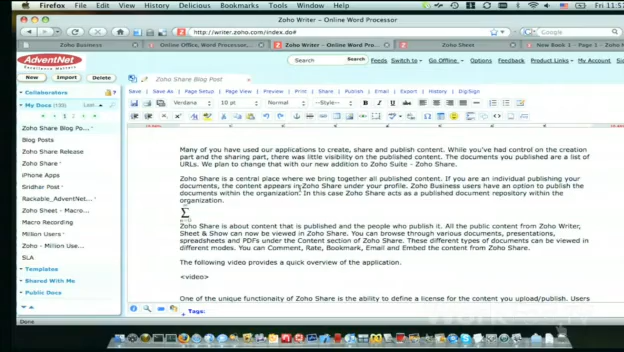 Firefox File Edit View History Delicious Bookmarks Tools Window Help
Zoho Writer - Online Word Processor
http://writer.zoho.com/index.do#
Google
Zoho Business
Online Office, Word Processor,...
Zoho Writer - Online Word Pro...
Zoho Sheet
New Book 1 - Page 1 - Zoho
AdventNet
Search Feeds Switch to Go Offline Options Feedback Product Links My Account
New Import Delete
Zoho Share Blog Post
Collaborators
Save Save As Page Setup Page View Preview Print Share Publish Email Export History DigSign
My Docs (133)
Verdana 10 pt Normal --Style--
Zoho Share Blog Po...
Blog Posts
Zoho Share Release
Zoho Share
iPhone Apps
Sridhar Post
Rackable_AdventNet...
Zoho Sheet - Macro...
Macro Recording
Million Users
Zoho - Million Use...
SLA
Templates
Shared With Me
Public Docs
Many of you have used our applications to create, share and publish content. While you've had control on the creation
part and the sharing part, there was little visibility on the published content. The documents you published are a list of
URLs. We plan to change that with our new addition to Zoho Suite - Zoho Share.
Zoho Share is a central place where we bring together all published content. If you are an individual publishing your
documents, the content appears in Zoho Share under your profile. Zoho Business users have an option to publish the
documents within the organization. In this case Zoho Share acts as a published document repository within the
organization.
Σ
Zoho Share is about content that is published and the people who publish it. All the public content from Zoho Writer,
Sheet & Show can now be viewed in Zoho Share. You can browse through various documents, presentations,
spreadsheets and PDFs under the Content section of Zoho Share. These different types of documents can be viewed in
different modes. You can Comment, Rate, Bookmark, Email and Embed the content from Zoho Share.
The following video provides a quick overview of the application.
<video>
One of the unique functionality of Zoho Share is the ability to define a license for the content you upload/publish. Users
Tags:
Done